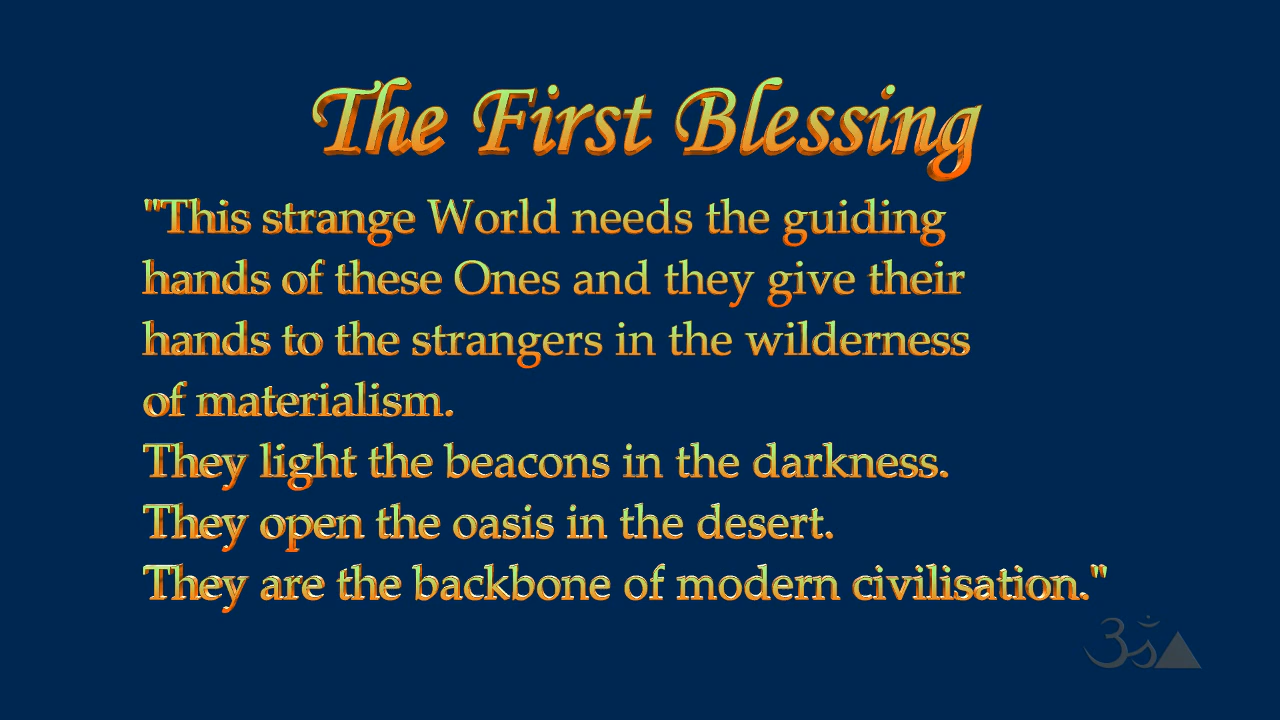 The First Blessing
"This strange World needs the guiding
hands of these Ones and they give their
hands to the strangers in the wilderness
of materialism.
They light the beacons in the darkness.
They open the oasis in the desert.
They are the backbone of modern civilisation."